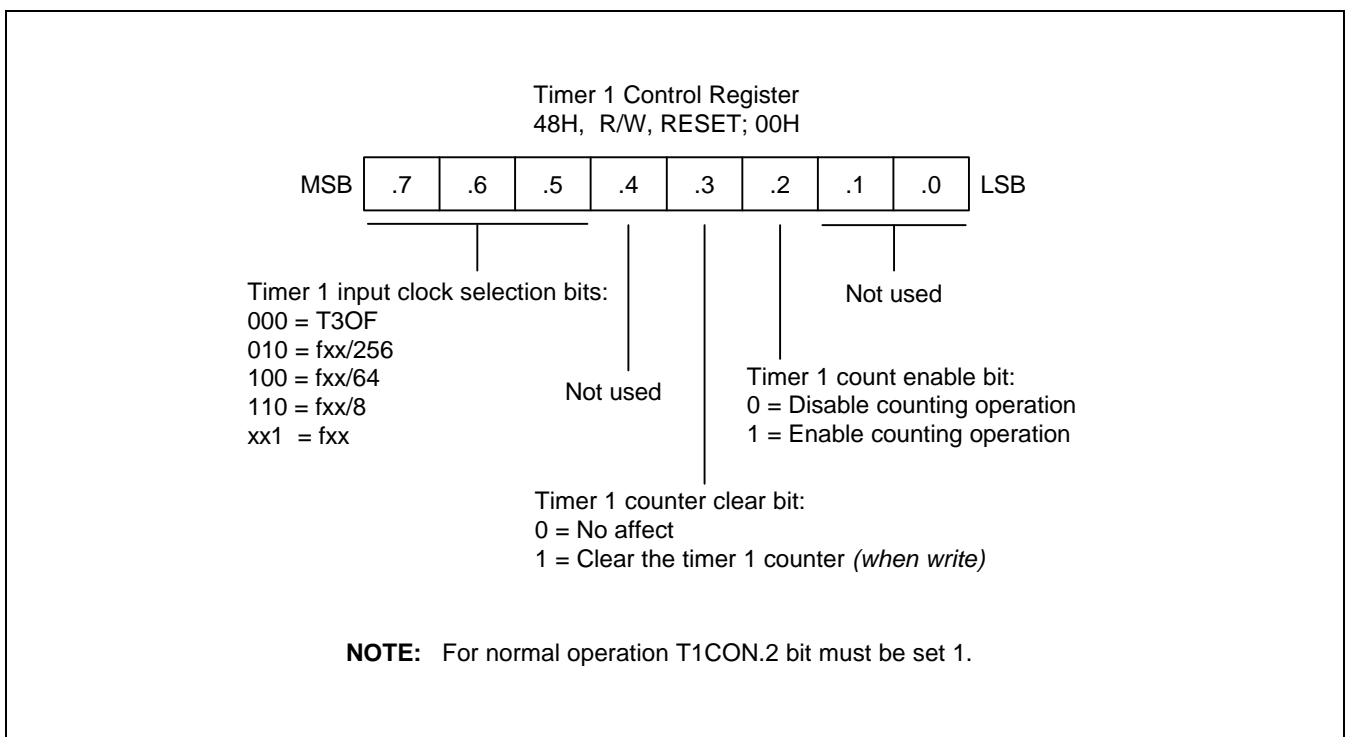 Timer 1 Control Register
48H, R/W, RESET; 00H
MSB .7 .6 .5 .4 .3 .2 .1 .0 LSB
Timer 1 input clock selection bits:
000 = T3OF
010 = fxx/256
100 = fxx/64
110 = fxx/8
xx1 = fxx
Not used
Not used
Timer 1 count enable bit:
0 = Disable counting operation
1 = Enable counting operation
Timer 1 counter clear bit:
0 = No affect
1 = Clear the timer 1 counter (when write)
NOTE: For normal operation T1CON.2 bit must be set 1.